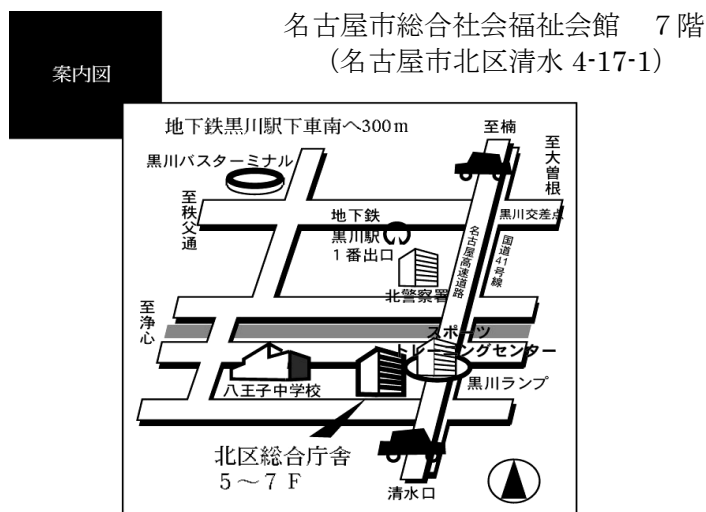 名古屋市総合社会福祉会館　７階
（名古屋市北区清水 4-17-1）
案内図
地下鉄黒川駅下車南へ300ｍ
至楠
黒川バスターミナル
至大曽根
至秩父通
地下鉄
黒川駅
１番出口
黒川交差点
名古屋高速道路
国道41号線
北警察署
至浄心
スポーツ
トレーニングセンター
八王子中学校
黒川ランプ
北区総合庁舎
５～７Ｆ
清水口